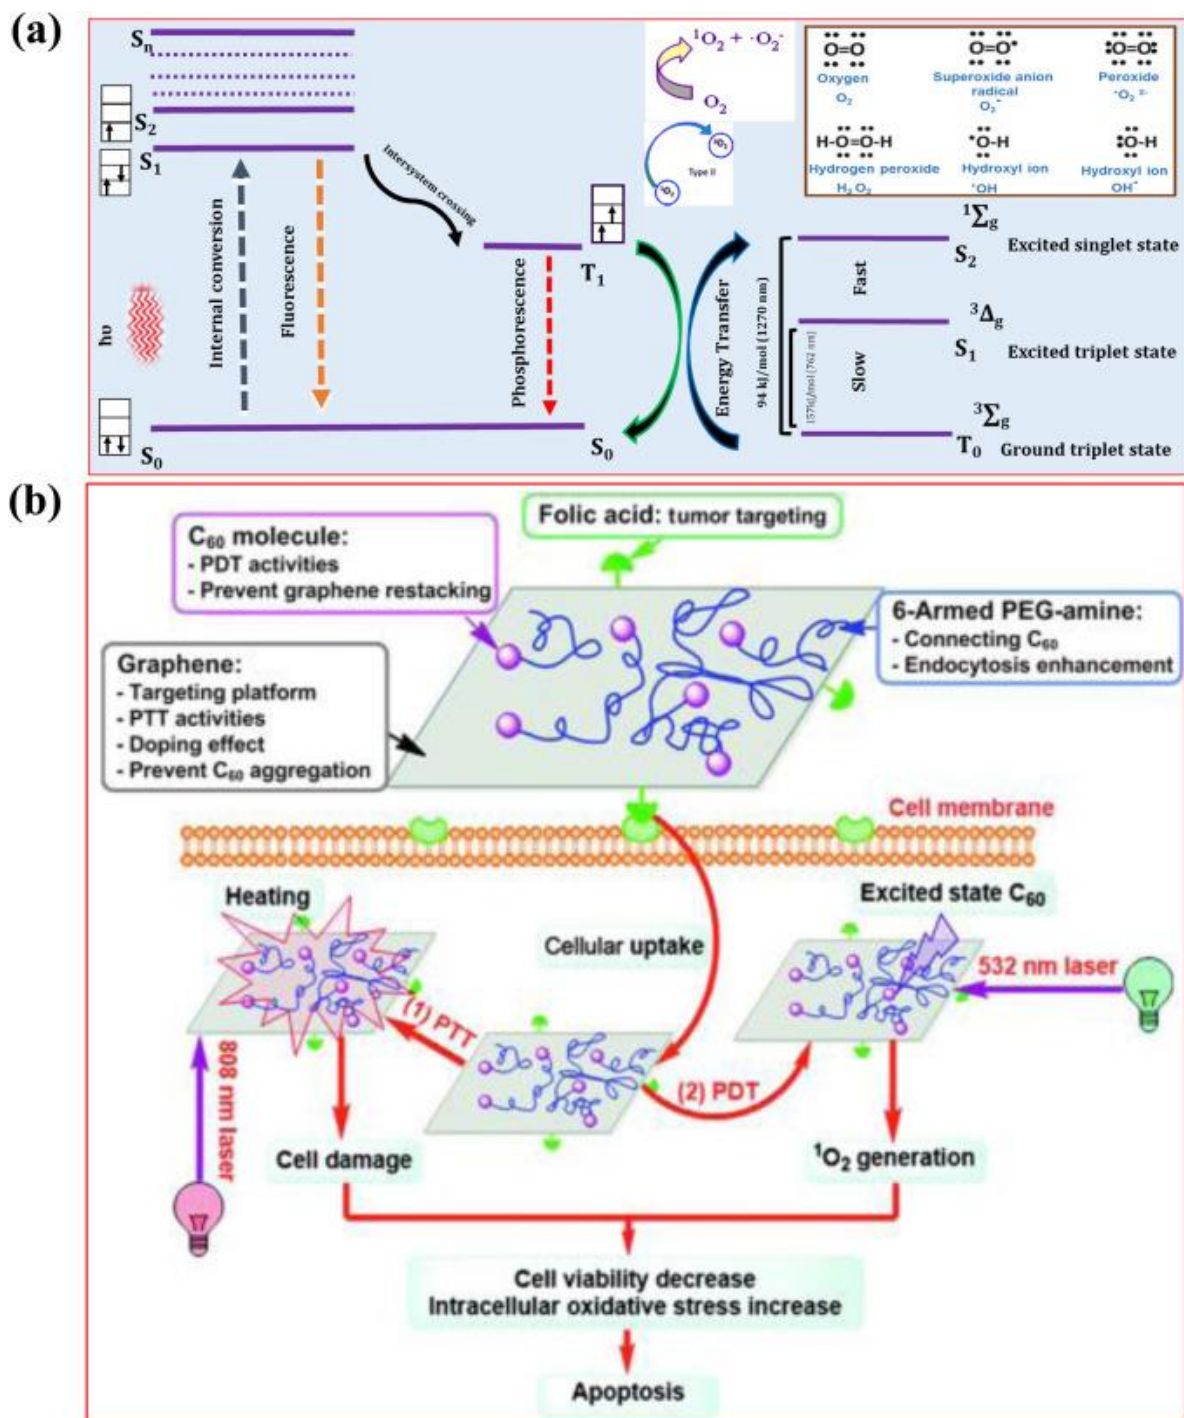 (a)
Sn
S2
S1
S0
hυ
Internal conversion
Fluorescence
Intersystem crossing
T1
Phosphorescence
S0
¹O₂ + ·O₂⁻
O₂
Type II
Energy Transfer
94 kJ/mol (1270 nm)
157kJ/mol (762 nm)
Fast
Slow
O=O
Oxygen
O₂
O=O•
Superoxide anion
radical
O₂⁻
O=O
Peroxide
•O₂ ²⁻
H-O=O-H
Hydrogen peroxide
H₂ O₂
•O-H
Hydroxyl ion
•OH
O-H
Hydroxyl ion
OH⁻
¹Σg
S2
Excited singlet state
³Δg
S1
Excited triplet state
³Σg
T0
Ground triplet state
(b)
Folic acid: tumor targeting
C₆₀ molecule:
- PDT activities
- Prevent graphene restacking
6-Armed PEG-amine:
- Connecting C₆₀
- Endocytosis enhancement
Graphene:
- Targeting platform
- PTT activities
- Doping effect
- Prevent C₆₀ aggregation
Cell membrane
Heating
Excited state C₆₀
Cellular uptake
532 nm laser
(1) PTT
(2) PDT
808 nm laser
Cell damage
¹O₂ generation
Cell viability decrease
Intracellular oxidative stress increase
Apoptosis